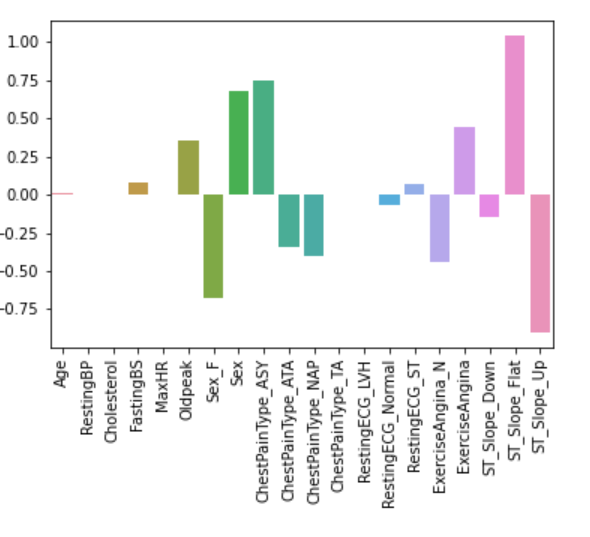 1.00
0.75
0.50
0.25
0.00
−0.25
−0.50
−0.75
Age
RestingBP
Cholesterol
FastingBS
MaxHR
Oldpeak
Sex_F
Sex
ChestPainType_ASY
ChestPainType_ATA
ChestPainType_NAP
ChestPainType_TA
RestingECG_LVH
RestingECG_Normal
RestingECG_ST
ExerciseAngina_N
ExerciseAngina
ST_Slope_Down
ST_Slope_Flat
ST_Slope_Up